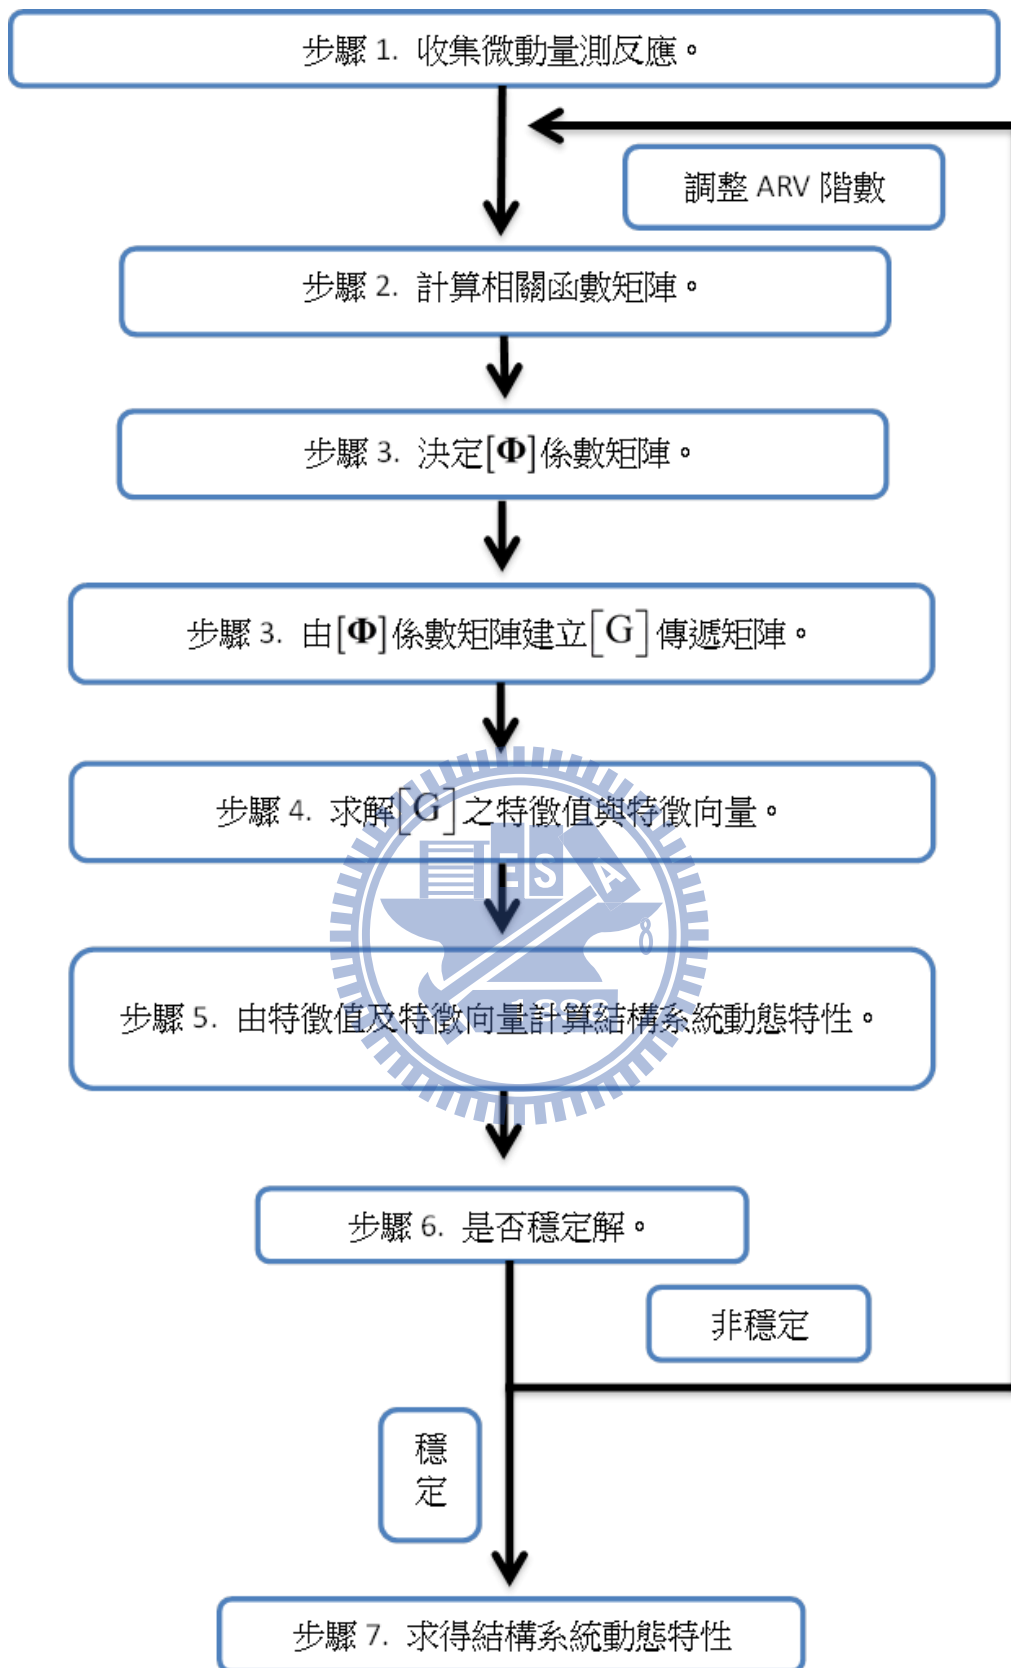 步驟 1. 收集微動量測反應。
調整 ARV 階數
步驟 2. 計算相關函數矩陣。
步驟 3. 決定[Φ]係數矩陣。
步驟 3. 由[Φ]係數矩陣建立[G]傳遞矩陣。
步驟 4. 求解[G]之特徵值與特徵向量。
ESA
步驟 5. 由特徵值及特徵向量計算結構系統動態特性。
1896
步驟 6. 是否穩定解。
非穩定
穩
定
步驟 7. 求得結構系統動態特性